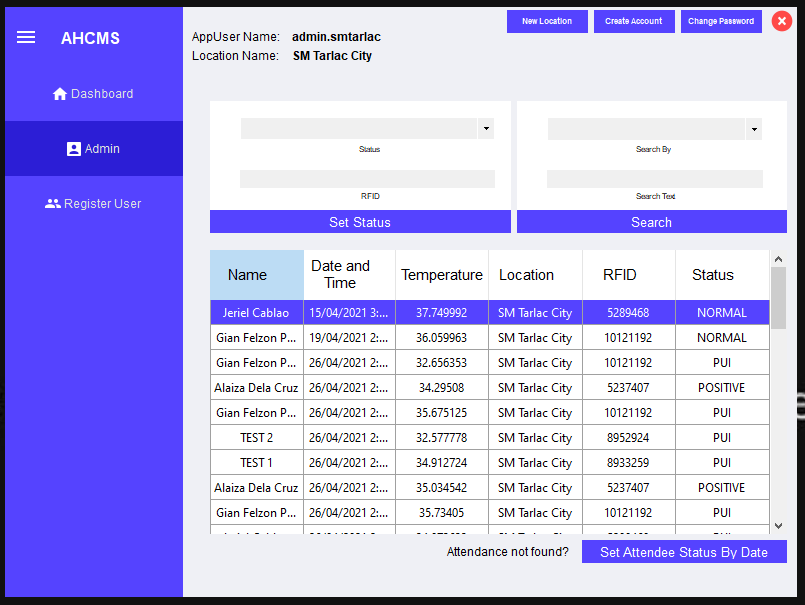 AHCMS
Dashboard
Admin
Register User
AppUser Name: admin.smtarlac
Location Name: SM Tarlac City
New Location
Create Account
Change Password
Status
RFID
Set Status
Search By
Search Text
Search
Name Date and Time Temperature Location RFID Status
Jeriel Cablao 15/04/2021 3:... 37.749992 SM Tarlac City 5289468 NORMAL
Gian Felzon P... 19/04/2021 2:... 36.059963 SM Tarlac City 10121192 NORMAL
Gian Felzon P... 26/04/2021 2:... 32.656353 SM Tarlac City 10121192 PUI
Alaiza Dela Cruz 26/04/2021 2:... 34.29508 SM Tarlac City 5237407 POSITIVE
Gian Felzon P... 26/04/2021 2:... 35.675125 SM Tarlac City 10121192 PUI
TEST 2 26/04/2021 2:... 32.577778 SM Tarlac City 8952924 PUI
TEST 1 26/04/2021 2:... 34.912724 SM Tarlac City 8933259 PUI
Alaiza Dela Cruz 26/04/2021 2:... 35.034542 SM Tarlac City 5237407 POSITIVE
Gian Felzon P... 26/04/2021 2:... 35.73405 SM Tarlac City 10121192 PUI
Attendance not found? Set Attendee Status By Date